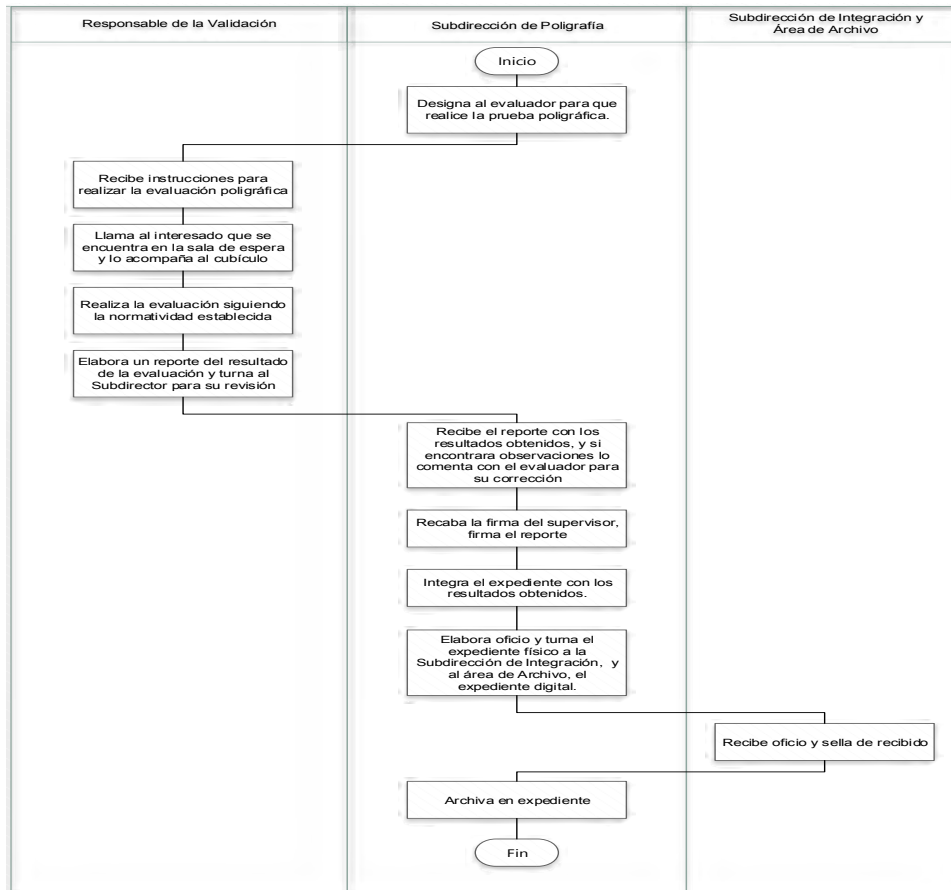 Responsable de la Validación
Subdirección de Poligrafía
Subdirección de Integración y
Área de Archivo
Inicio
Designa al evaluador para que
realice la prueba poligráfica.
Recibe instrucciones para
realizar la evaluación poligráfica
Llama al interesado que se
encuentra en la sala de espera
y lo acompaña al cubículo
Realiza la evaluación siguiendo
la normatividad establecida
Elabora un reporte del resultado
de la evaluación y turna al
Subdirector para su revisión
Recibe el reporte con los
resultados obtenidos, y si
encontrara observaciones lo
comenta con el evaluador para
su corrección
Recaba la firma del supervisor,
firma el reporte
Integra el expediente con los
resultados obtenidos.
Elabora oficio y turna el
expediente físico a la
Subdirección de Integración, y
al área de Archivo, el
expediente digital.
Recibe oficio y sella de recibido
Archiva en expediente
Fin